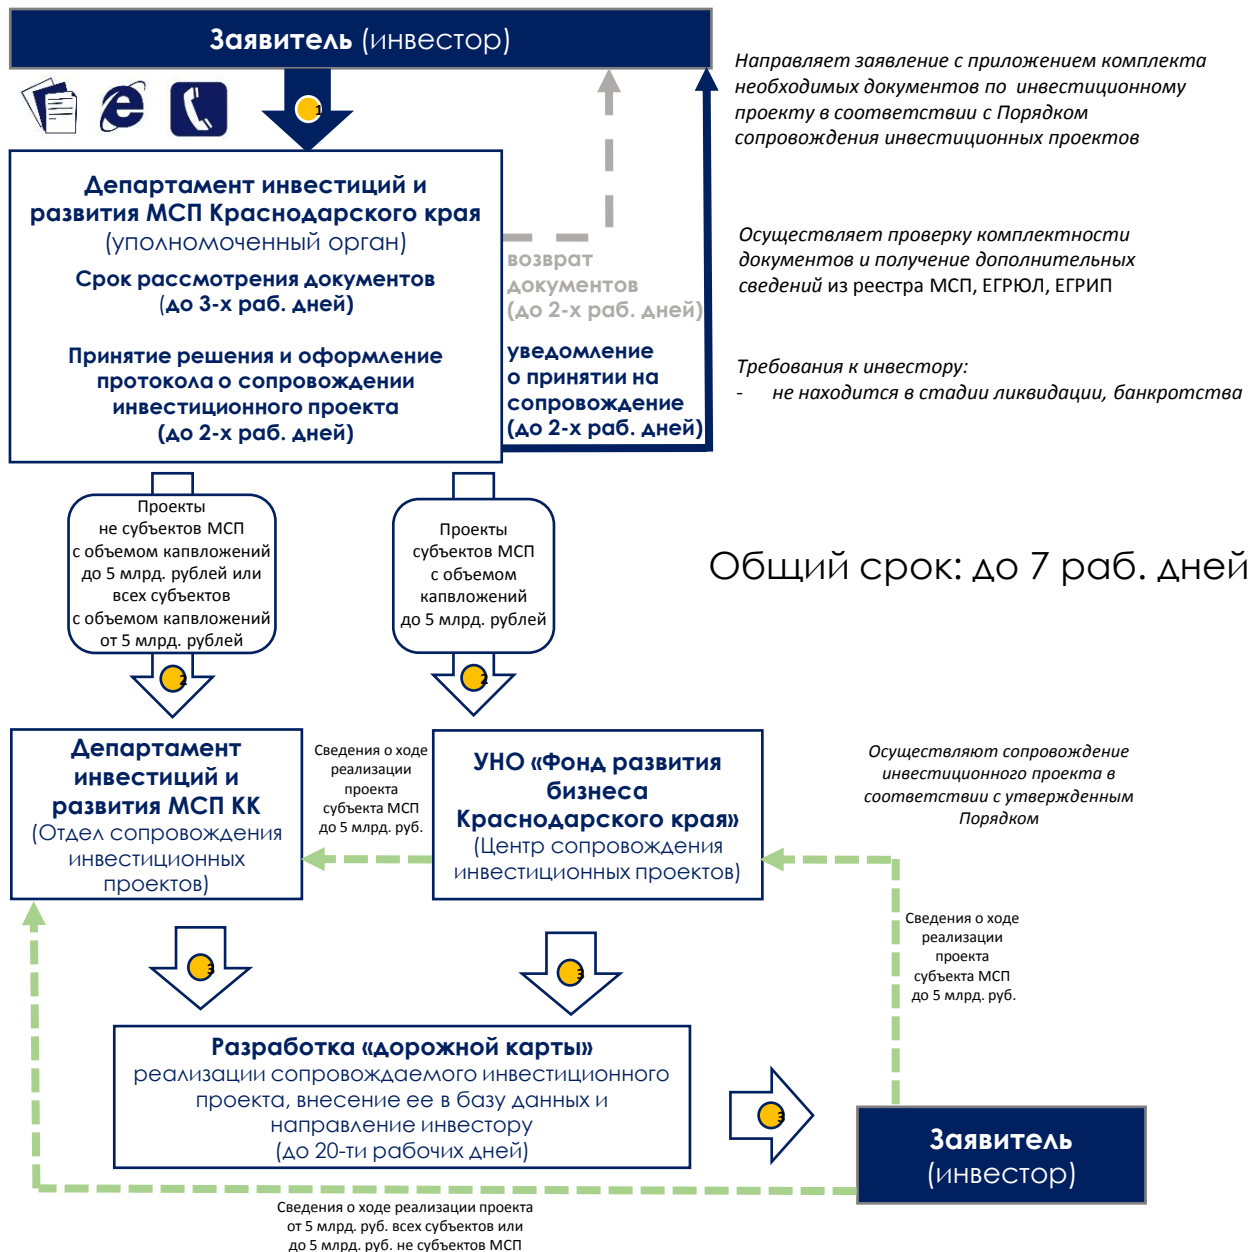 Заявитель (инвестор)
Направляет заявление с приложением комплекта
необходимых документов по инвестиционному
проекту в соответствии с Порядком
сопровождения инвестиционных проектов
1
Департамент инвестиций и
развития МСП Краснодарского края
(уполномоченный орган)
Срок рассмотрения документов
(до 3-х раб. дней)
Принятие решения и оформление
протокола о сопровождении
инвестиционного проекта
(до 2-х раб. дней)
возврат
документов
(до 2-х раб. дней)
уведомление
о принятии на
сопровождение
(до 2-х раб. дней)
Осуществляет проверку комплектности
документов и получение дополнительных
сведений из реестра МСП, ЕГРЮЛ, ЕГРИП
Требования к инвестору:
- не находится в стадии ликвидации, банкротства
Проекты
не субъектов МСП
с объемом капвложений
до 5 млрд. рублей или
всех субъектов
с объемом капвложений
от 5 млрд. рублей
Проекты
субъектов МСП
с объемом
капвложений
до 5 млрд. рублей
Общий срок: до 7 раб. дней
2
2
Департамент
инвестиций и
развития МСП КК
(Отдел сопровождения
инвестиционных
проектов)
Сведения о ходе
реализации
проекта
субъекта МСП
до 5 млрд. руб.
УНО «Фонд развития
бизнеса
Краснодарского края»
(Центр сопровождения
инвестиционных проектов)
Осуществляют сопровождение
инвестиционного проекта в
соответствии с утвержденным
Порядком
Сведения о ходе
реализации
проекта
субъекта МСП
до 5 млрд. руб.
3
3
Разработка «дорожной карты»
реализации сопровождаемого инвестиционного
проекта, внесение ее в базу данных и
направление инвестору
(до 20-ти рабочих дней)
3
Заявитель
(инвестор)
Сведения о ходе реализации проекта
от 5 млрд. руб. всех субъектов или
до 5 млрд. руб. не субъектов МСП